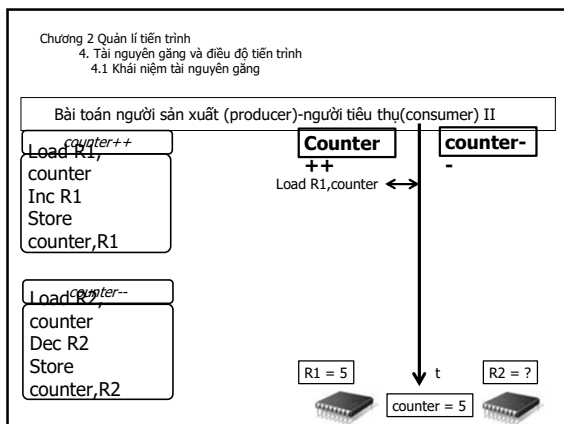 Chương 2 Quản lí tiến trình
4. Tài nguyên găng và điều độ tiến trình
4.1 Khái niệm tài nguyên găng
Bài toán người sản xuất (producer)-người tiêu thụ(consumer) II
counter++
Load R1,
counter
Inc R1
Store
counter,R1
counter--
Load R2,
counter
Dec R2
Store
counter,R2
Counter
++
counter-
-
Load R1,counter
R1 = 5
t
R2 = ?
counter = 5